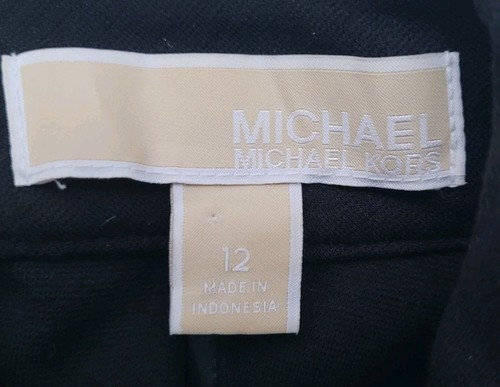 MICHAEL
MICHAEL KORS
12
MADE IN
INDONESIA